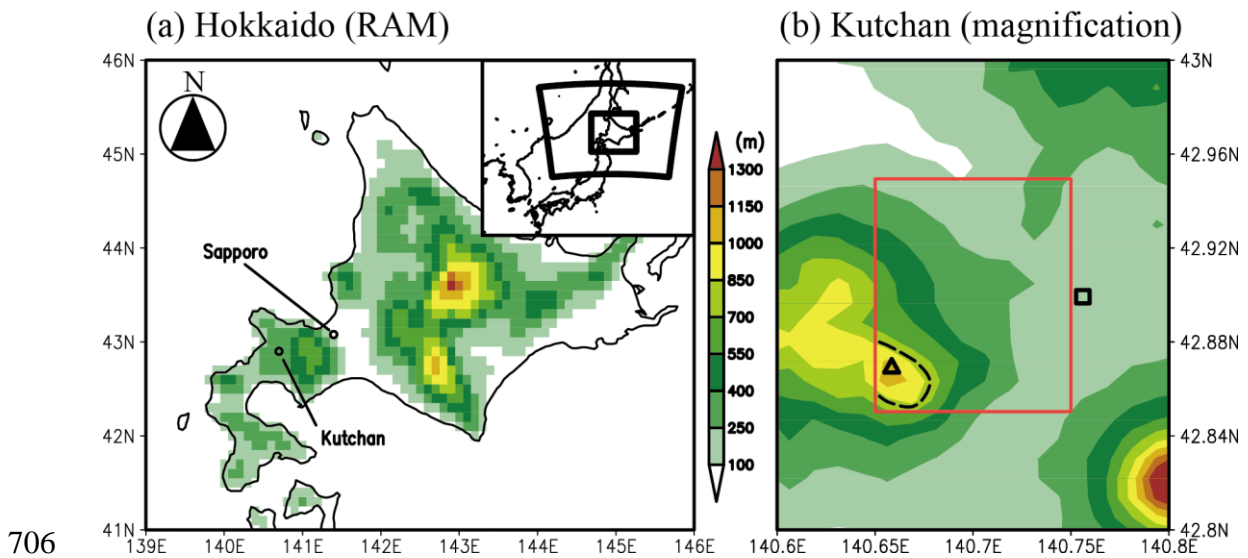 (a) Hokkaido (RAM)
(b) Kutchan (magnification)
46N
45N
44N
43N
42N
41N
139E
140E
141E
142E
143E
144E
145E
146E
N
Sapporo
Kutchan
(m)
1300
1150
1000
850
700
550
400
250
100
43N
42.96N
42.92N
42.88N
42.84N
42.8N
140.6E
140.65E
140.7E
140.75E
140.8E
706